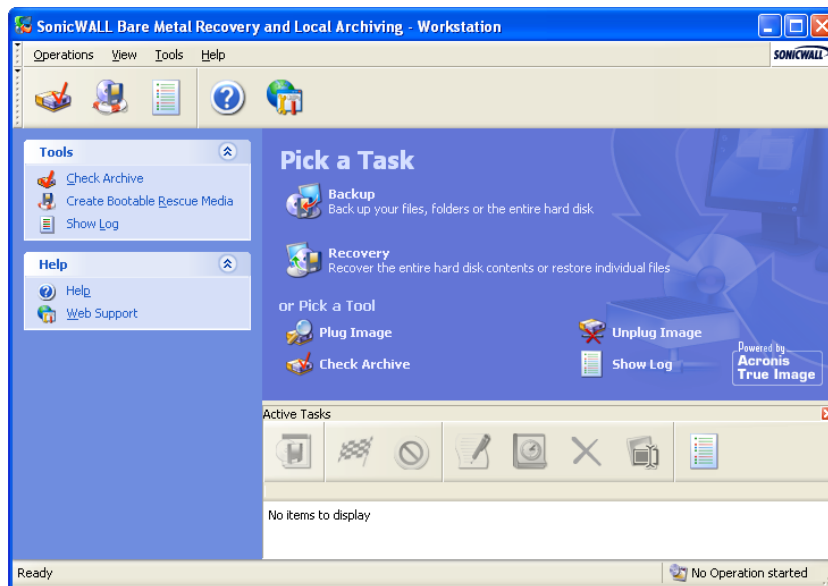 SonicWALL Bare Metal Recovery and Local Archiving - Workstation
Operations View Tools Help
SONICWALL
Tools
Check Archive
Create Bootable Rescue Media
Show Log
Help
Help
Web Support
Pick a Task
Backup
Back up your files, folders or the entire hard disk
Recovery
Recover the entire hard disk contents or restore individual files
or Pick a Tool
Plug Image
Unplug Image
Check Archive
Show Log
Powered by
Acronis
True Image
Active Tasks
No items to display
Ready
No Operation started